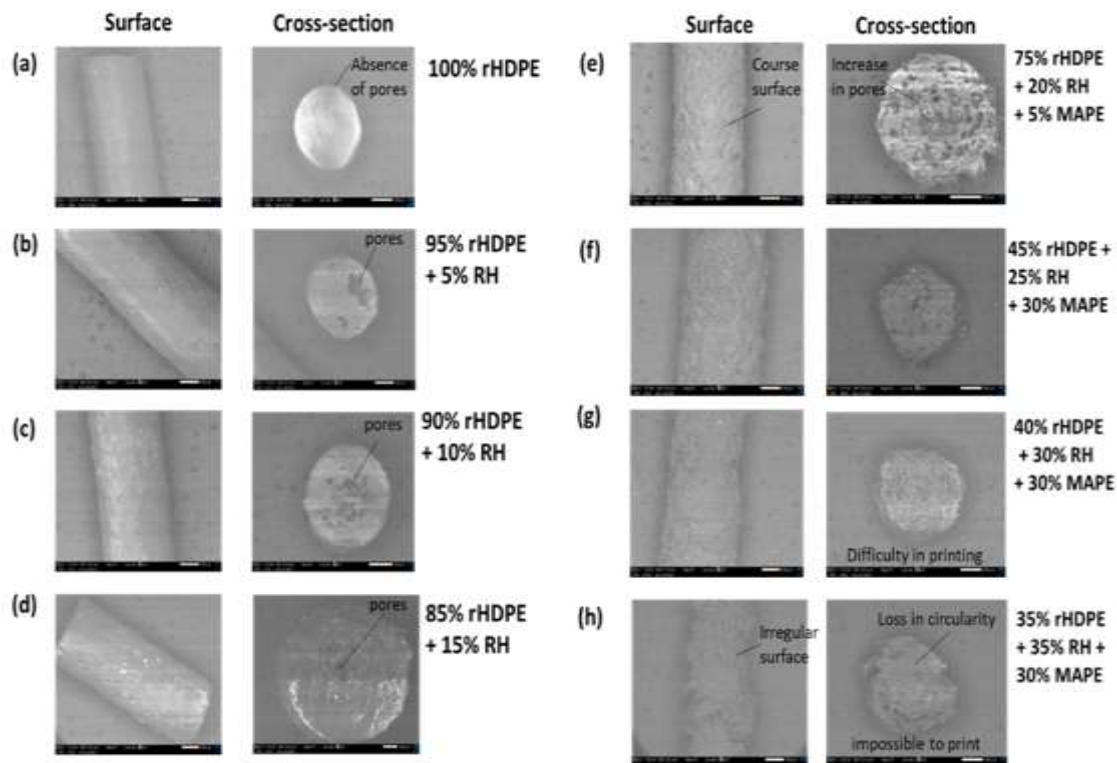 Surface
Cross-section
(a)
Absence
of pores
100% rHDPE
(b)
pores
95% rHDPE
+ 5% RH
(c)
pores
90% rHDPE
+ 10% RH
(d)
pores
85% rHDPE
+ 15% RH
Surface
Cross-section
(e)
Course
surface
Increase
in pores
75% rHDPE
+ 20% RH
+ 5% MAPE
(f)
45% rHDPE +
25% RH
+ 30% MAPE
(g)
40% rHDPE
+ 30% RH
+ 30% MAPE
Difficulty in printing
(h)
Irregular
surface
Loss in circularity
35% rHDPE
+ 35% RH +
30% MAPE
impossible to print